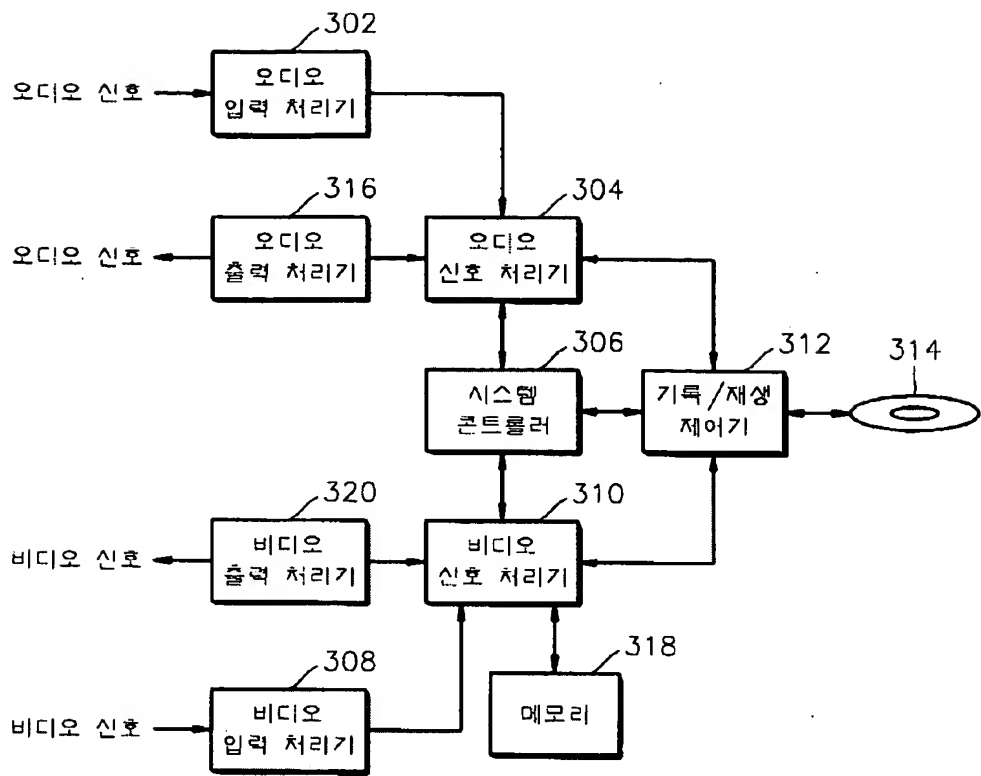 302
오디오 신호
오디오
입력 처리기
316
304
오디오 신호
오디오
출력 처리기
오디오
신호 처리기
306
312
314
시스템
콘트롤러
기록/재생
제어기
320
310
비디오 신호
비디오
출력 처리기
비디오
신호 처리기
308
318
비디오 신호
비디오
입력 처리기
메모리